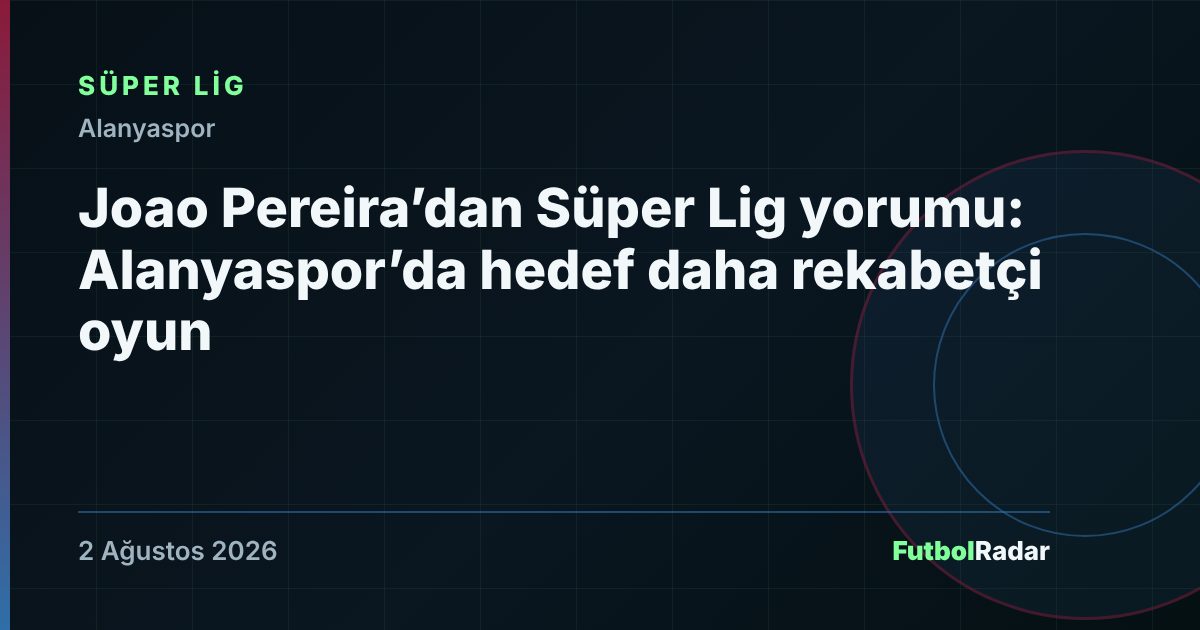 SÜPER LİG
Alanyaspor
Joao Pereira’dan Süper Lig yorumu:
Alanyaspor’da hedef daha rekabetçi
oyun
2 Ağustos 2026
FutbolRadar